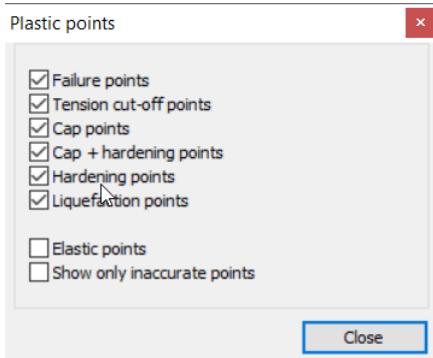 Plastic points
Failure points
Tension cut-off points
Cap points
Cap + hardening points
Hardening points
Liquefaction points
Elastic points
Show only inaccurate points
Close